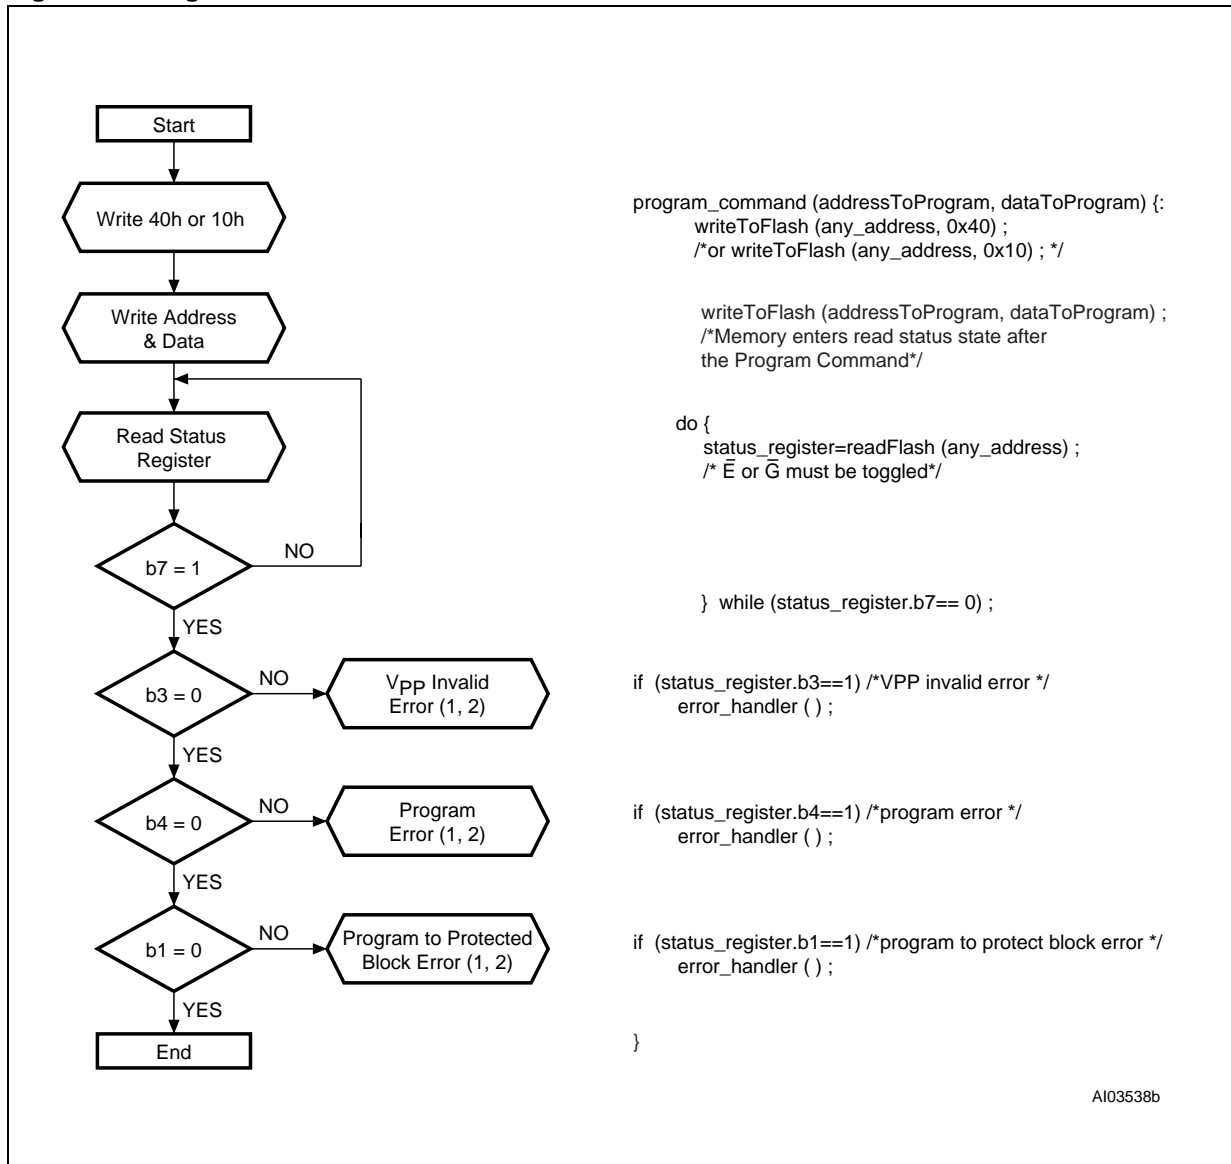 Start
Write 40h or 10h
Write Address
& Data
Read Status
Register
b7 = 1
NO
YES
b3 = 0
NO
VPP Invalid
Error (1, 2)
YES
b4 = 0
NO
Program
Error (1, 2)
YES
b1 = 0
NO
Program to Protected
Block Error (1, 2)
YES
End
program_command (addressToProgram, dataToProgram) {:
writeToFlash (any_address, 0x40) ;
/*or writeToFlash (any_address, 0x10) ; */
writeToFlash (addressToProgram, dataToProgram) ;
/*Memory enters read status state after
the Program Command*/
do {
status_register=readFlash (any_address) ;
/* E̅ or G̅ must be toggled*/
} while (status_register.b7== 0) ;
if (status_register.b3==1) /*VPP invalid error */
error_handler ( ) ;
if (status_register.b4==1) /*program error */
error_handler ( ) ;
if (status_register.b1==1) /*program to protect block error */
error_handler ( ) ;
}
AI03538b